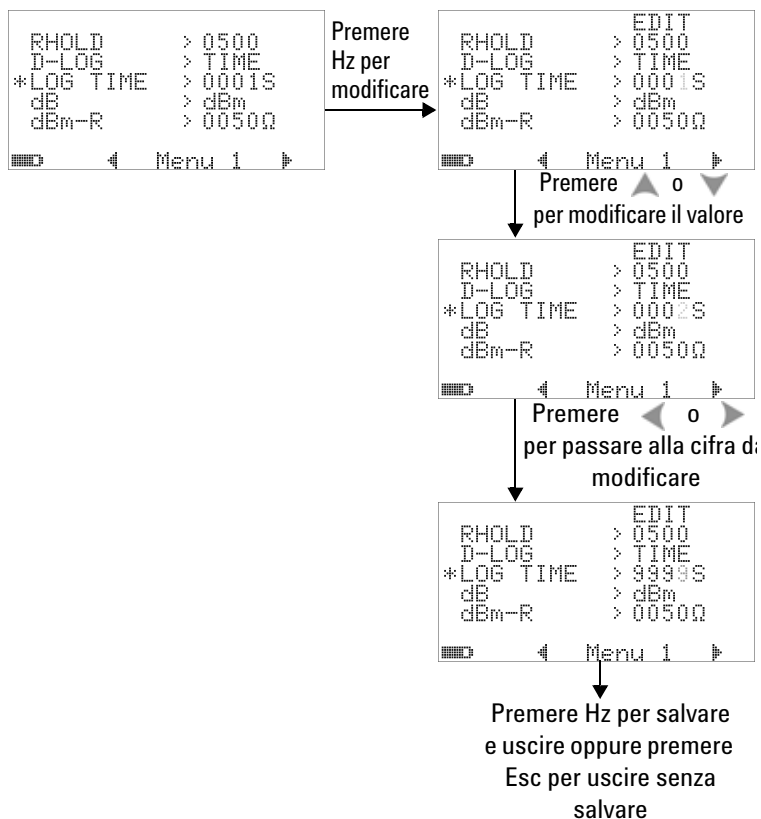 RHOLD > 0500
D-LOG > TIME
*LOG TIME > 0001S
dB > dBm
dBm-R > 0050Ω
Menu 1
Premere
Hz per
modificare
EDIT
RHOLD > 0500
D-LOG > TIME
*LOG TIME > 0001S
dB > dBm
dBm-R > 0050Ω
Menu 1
Premere o
per modificare il valore
EDIT
RHOLD > 0500
D-LOG > TIME
*LOG TIME > 0002S
dB > dBm
dBm-R > 0050Ω
Menu 1
Premere o
per passare alla cifra da
modificare
EDIT
RHOLD > 0500
D-LOG > TIME
*LOG TIME > 9999S
dB > dBm
dBm-R > 0050Ω
Menu 1
Premere Hz per salvare
e uscire oppure premere
Esc per uscire senza
salvare